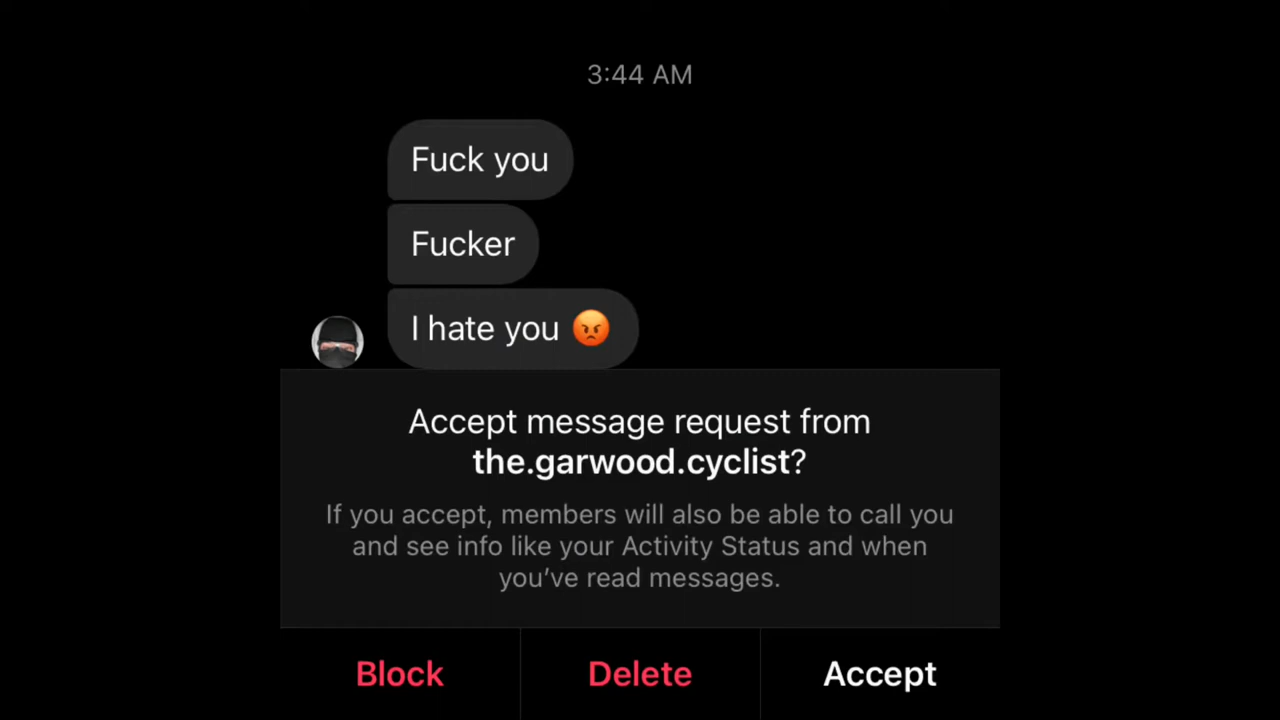 3:44 AM
Fuck you
Fucker
I hate you 😡
Accept message request from
the.garwood.cyclist?
If you accept, members will also be able to call you
and see info like your Activity Status and when
you’ve read messages.
Block
Delete
Accept